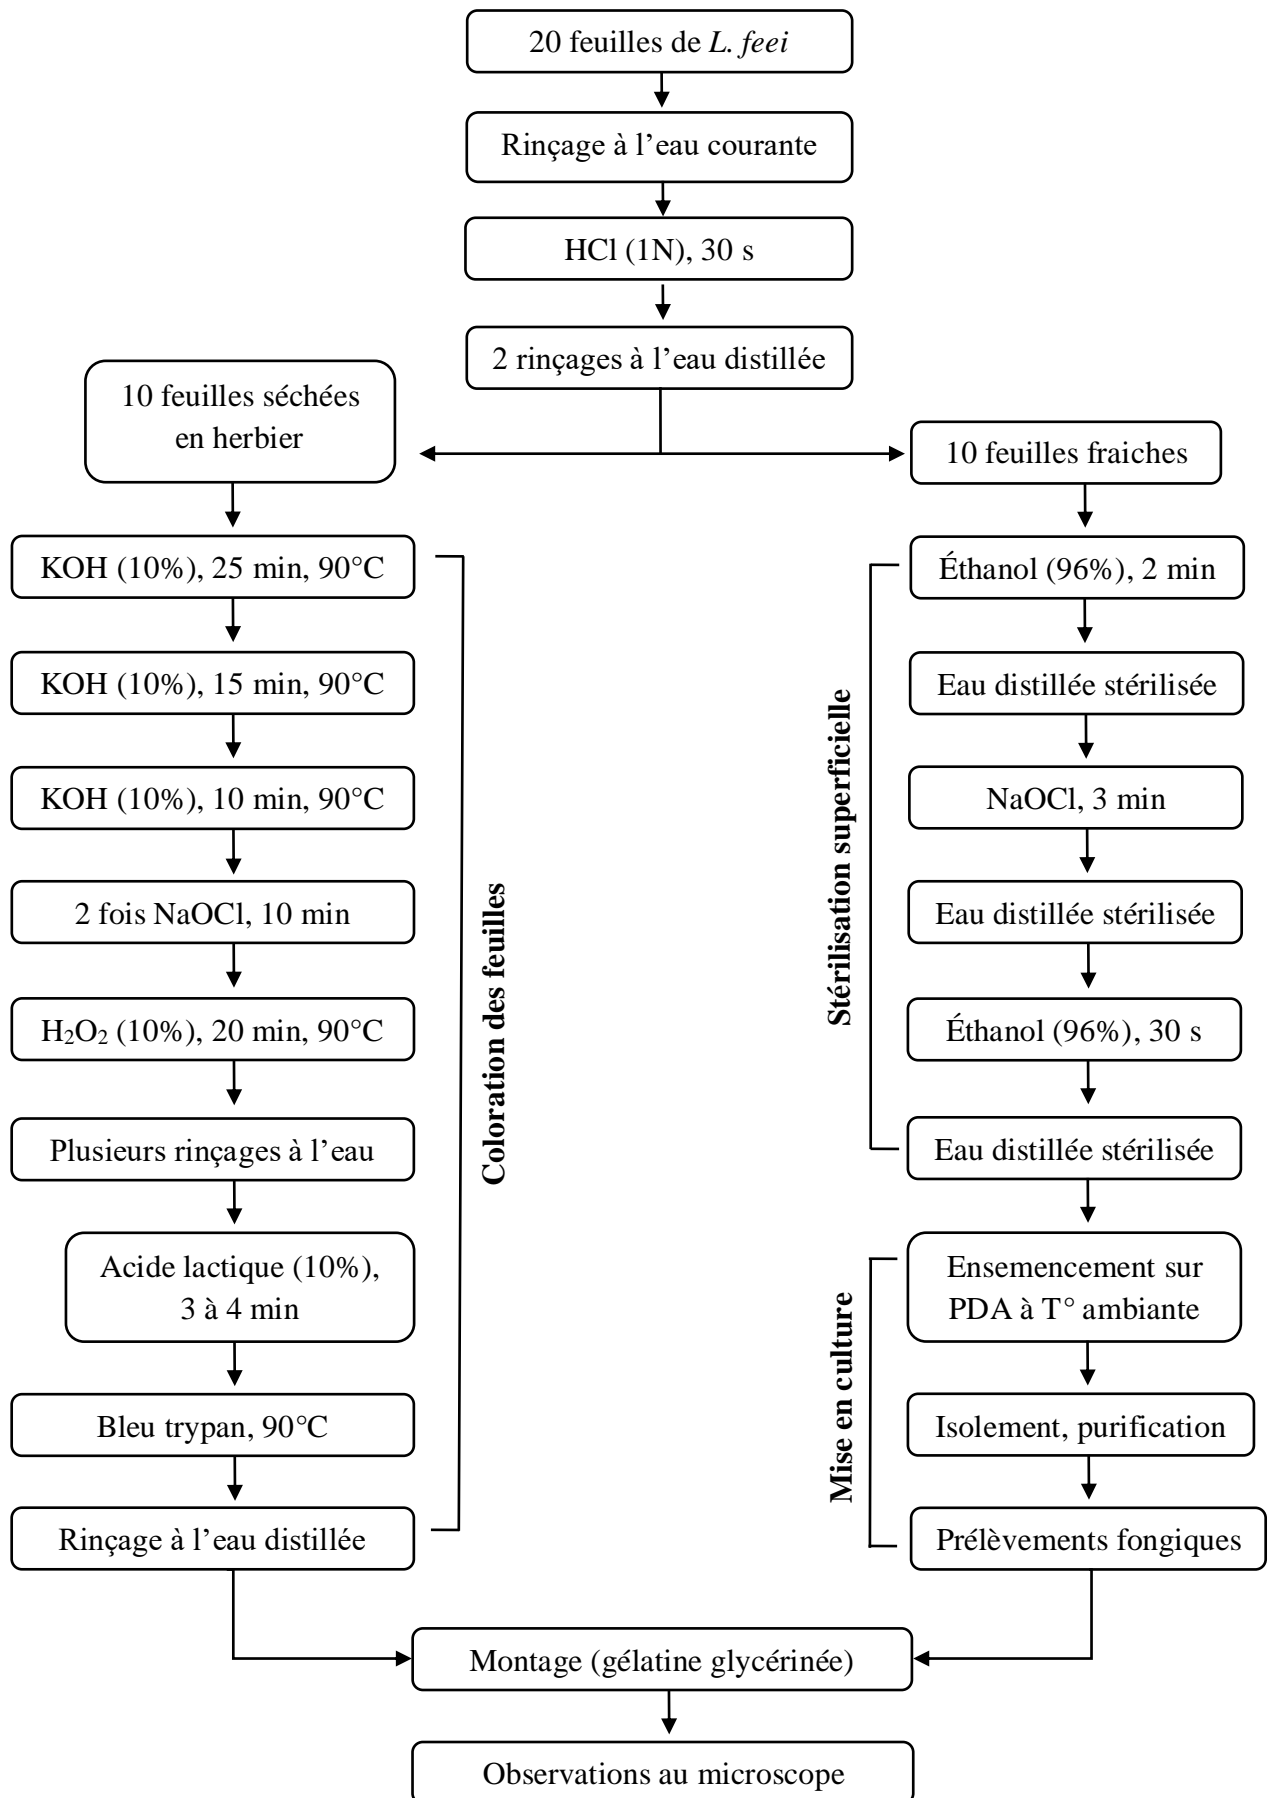 20 feuilles de L. feei
Rinçage à l’eau courante
HCl (1N), 30 s
2 rinçages à l’eau distillée
10 feuilles séchées
en herbier
KOH (10%), 25 min, 90°C
KOH (10%), 15 min, 90°C
KOH (10%), 10 min, 90°C
2 fois NaOCl, 10 min
H₂O₂ (10%), 20 min, 90°C
Plusieurs rinçages à l’eau
Acide lactique (10%),
3 à 4 min
Bleu trypan, 90°C
Rinçage à l’eau distillée
Coloration des feuilles
10 feuilles fraiches
Éthanol (96%), 2 min
Eau distillée stérilisée
NaOCl, 3 min
Eau distillée stérilisée
Éthanol (96%), 30 s
Eau distillée stérilisée
Stérilisation superficielle
Ensemencement sur
PDA à T° ambiante
Isolement, purification
Prélèvements fongiques
Mise en culture
Montage (gélatine glycérinée)
Observations au microscope